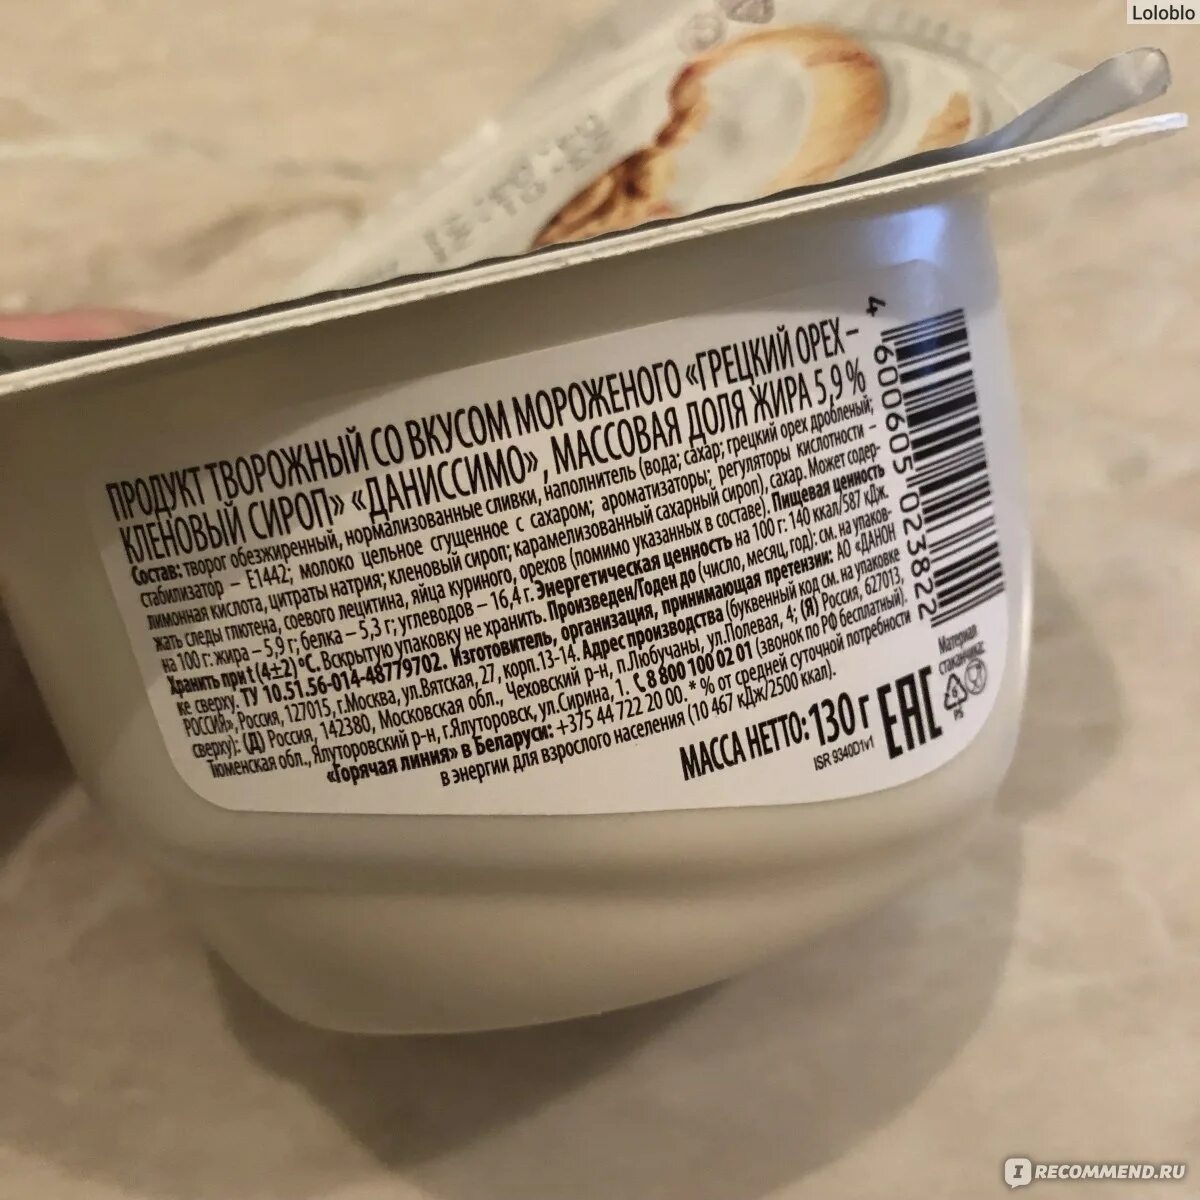 Loloblo
ПРОДУКТ ТВОРОЖНЫЙ СО ВКУСОМ МОРОЖЕНОГО «ГРЕЦКИЙ ОРЕХ –
КЛЕНОВЫЙ СИРОП» «ДАНИССИМО», МАССОВАЯ ДОЛЯ ЖИРА 5,9 %
Состав: творог обезжиренный, нормализованные сливки, наполнитель (вода; сахар; грецкий орех дробленый;
стабилизатор – Е1442; молоко цельное сгущенное с сахаром; ароматизаторы; регуляторы кислотности –
лимонная кислота, цитраты натрия; кленовый сироп; карамелизованный сахарный сироп), сахар. Может содер-
жать следы глютена, соевого лецитина, яйца куриного, орехов (помимо указанных в составе). Пищевая ценность
на 100 г: жира – 5,9 г; белка – 5,3 г; углеводов – 16,4 г. Энергетическая ценность на 100 г: 140 ккал/587 кДж.
Хранить при t (4±2) °С. Вскрытую упаковку не хранить. Произведен/Годен до (число, месяц, год): см. на упаков-
ке сверху. ТУ 10.51.56-014-48779702. Изготовитель, организация, принимающая претензии: АО «ДАНОН
РОССИЯ», Россия, 127015, г.Москва, ул.Вятская, 27, корп.13-14. Адрес производства (буквенный код см. на упаковке
сверху): (Д) Россия, 142380, Московская обл., Чеховский р-н, п.Любучаны, ул.Полевая, 4; (Я) Россия, 627013,
Тюменская обл., Ялуторовский р-н, г.Ялуторовск, ул.Сирина, 1. С 8 800 100 02 01 (звонок по РФ бесплатный).
«Горячая линия» в Беларуси: +375 44 722 20 00. * % от средней суточной потребности
в энергии для взрослого населения (10 467 кДж/2500 ккал).
МАССА НЕТТО: 130 г
ISR 9340D1v1
EAC
4 600605 023822
Материал
стаканчика:
6
PS
IRECOMMEND.RU